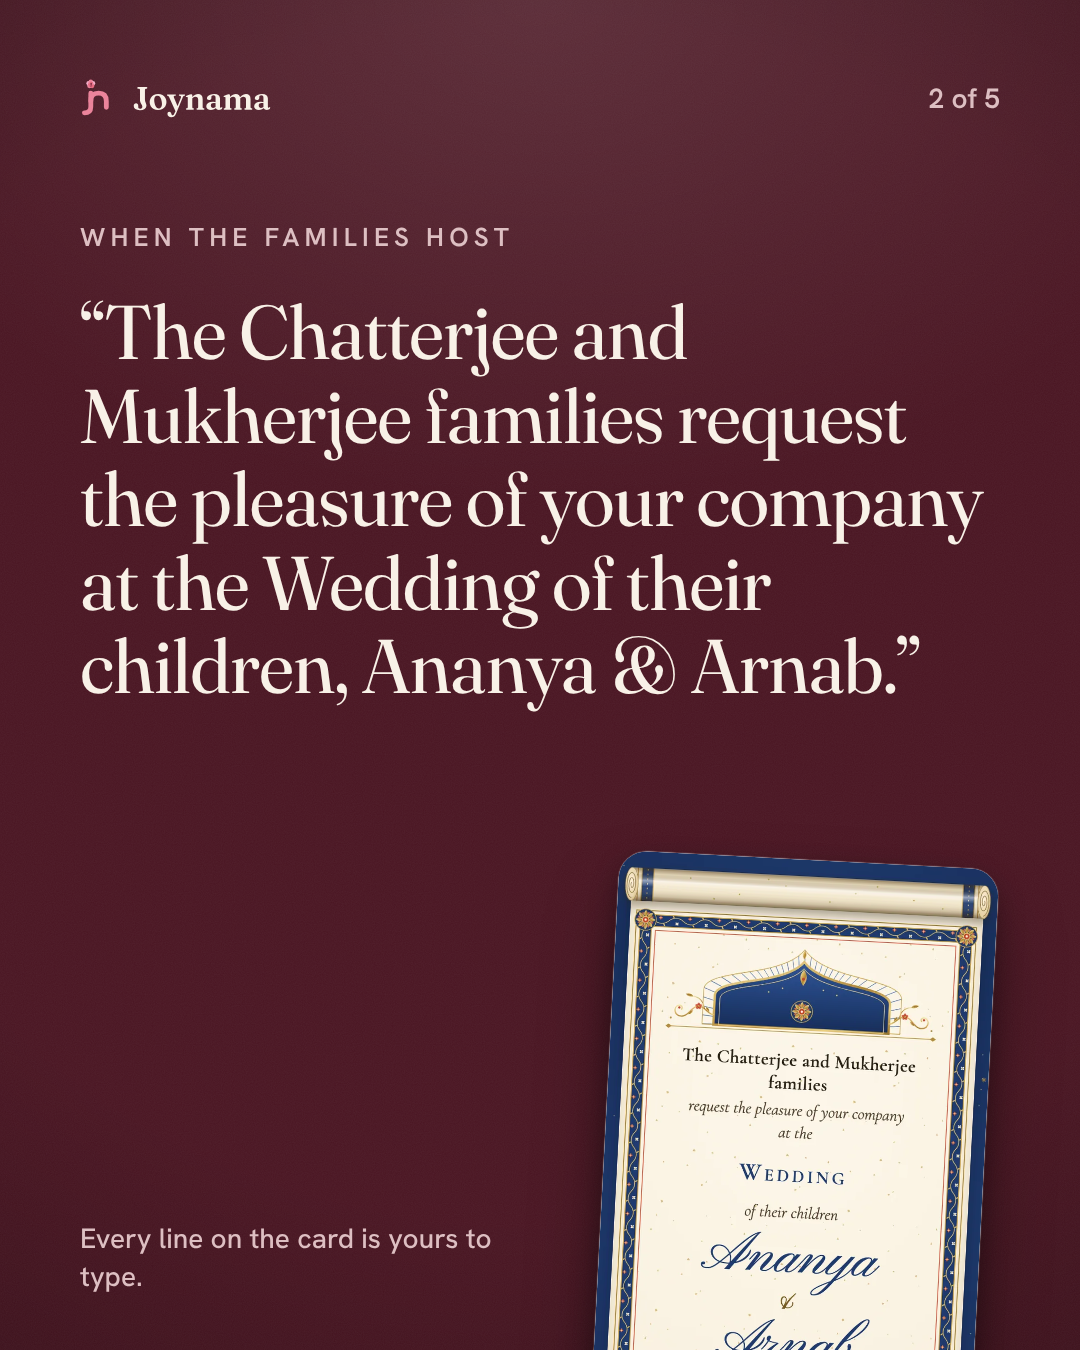 Joynama
2 of 5
WHEN THE FAMILIES HOST
“The Chatterjee and
Mukherjee families request
the pleasure of your company
at the Wedding of their
children, Ananya & Arnab.”
The Chatterjee and Mukherjee
families
request the pleasure of your company
at the
WEDDING
of their children
Ananya
&
Arnab
Every line on the card is yours to
type.